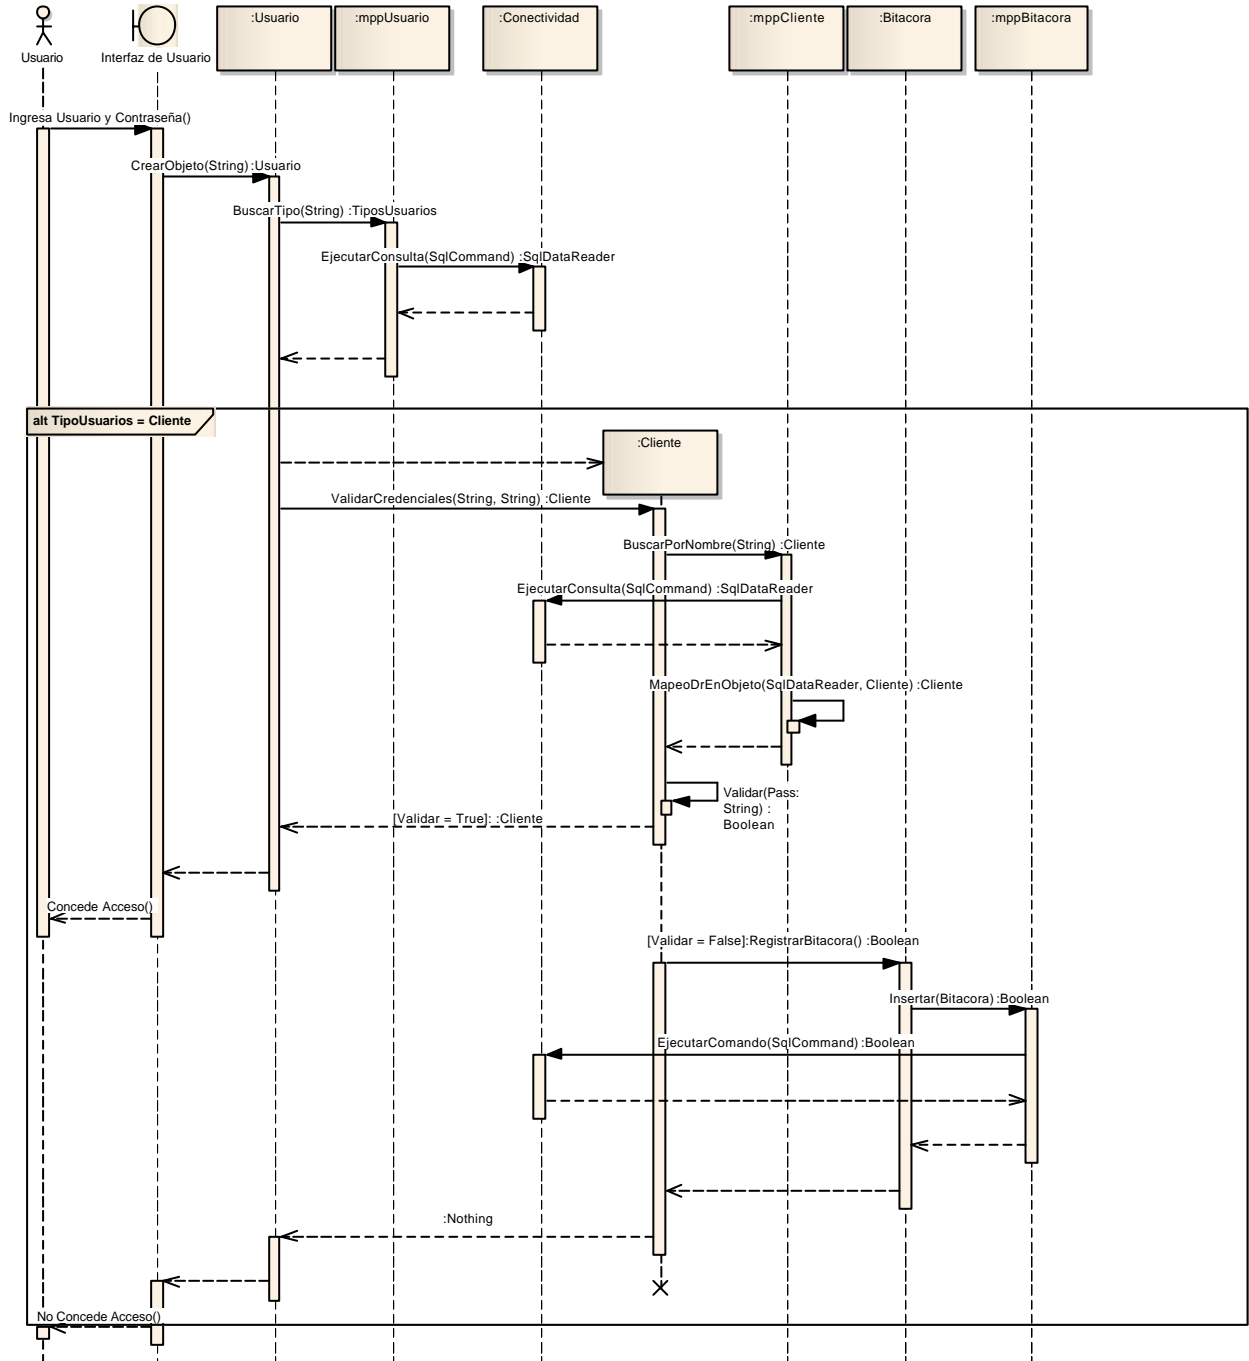 :Usuario
:mppUsuario
:Conectividad
:mppCliente
:Bitacora
:mppBitacora
Usuario
Interfaz de Usuario
Ingresa Usuario y Contraseña()
CrearObjeto(String) :Usuario
BuscarTipo(String) :TiposUsuarios
EjecutarConsulta(SqlCommand) :SqlDataReader
alt TipoUsuarios = Cliente
:Cliente
ValidarCredenciales(String, String) :Cliente
BuscarPorNombre(String) :Cliente
EjecutarConsulta(SqlCommand) :SqlDataReader
MapeoDrEnObjeto(SqlDataReader, Cliente) :Cliente
Validar(Pass:
String) :
Boolean
[Validar = True]: :Cliente
Concede Acceso()
[Validar = False]:RegistrarBitacora() :Boolean
Insertar(Bitacora) :Boolean
EjecutarComando(SqlCommand) :Boolean
:Nothing
No Concede Acceso()